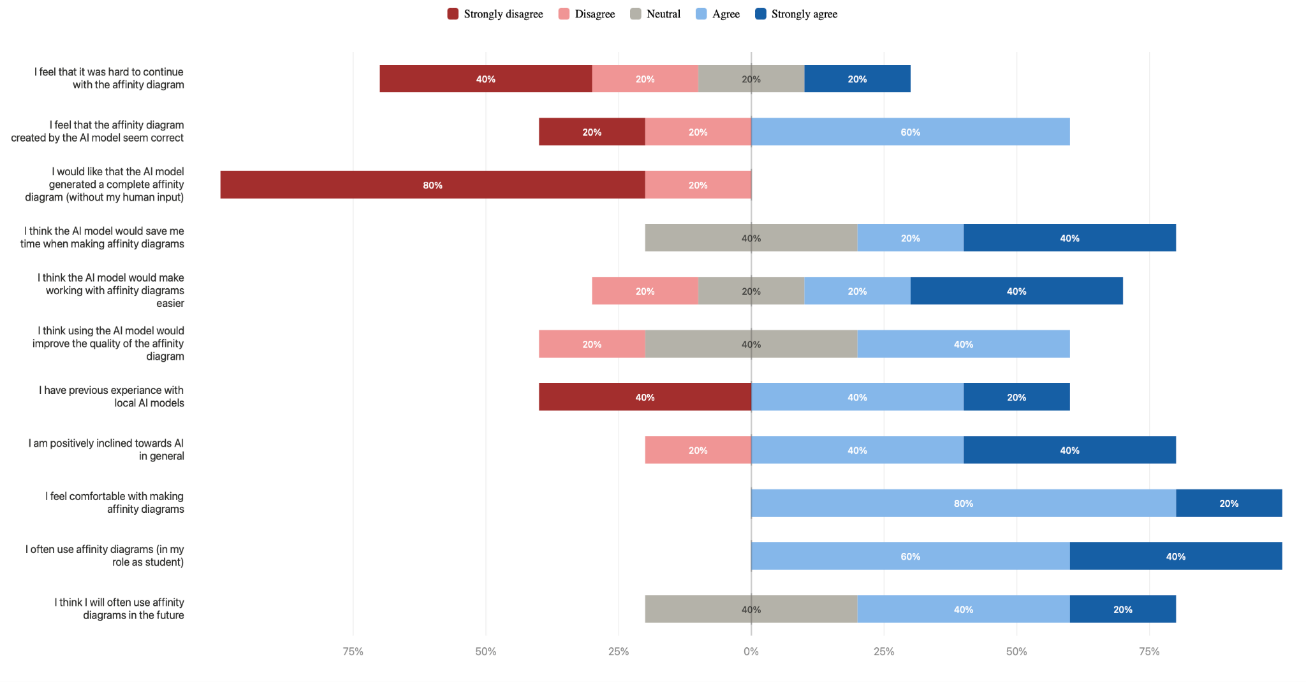 Strongly disagree Disagree Neutral Agree Strongly agree
I feel that it was hard to continue
with the affinity diagram
40% 20% 20% 20%
I feel that the affinity diagram
created by the AI model seem correct
20% 20% 60%
I would like that the AI model
generated a complete affinity
diagram (without my human input)
80% 20%
I think the AI model would save me
time when making affinity diagrams
40% 20% 40%
I think the AI model would make
working with affinity diagrams
easier
20% 20% 20% 40%
I think using the AI model would
improve the quality of the affinity
diagram
20% 40% 40%
I have previous experiance with
local AI models
40% 40% 20%
I am positively inclined towards AI
in general
20% 40% 40%
I feel comfortable with making
affinity diagrams
80% 20%
I often use affinity diagrams (in my
role as student)
60% 40%
I think I will often use affinity
diagrams in the future
40% 40% 20%
75% 50% 25% 0% 25% 50% 75%